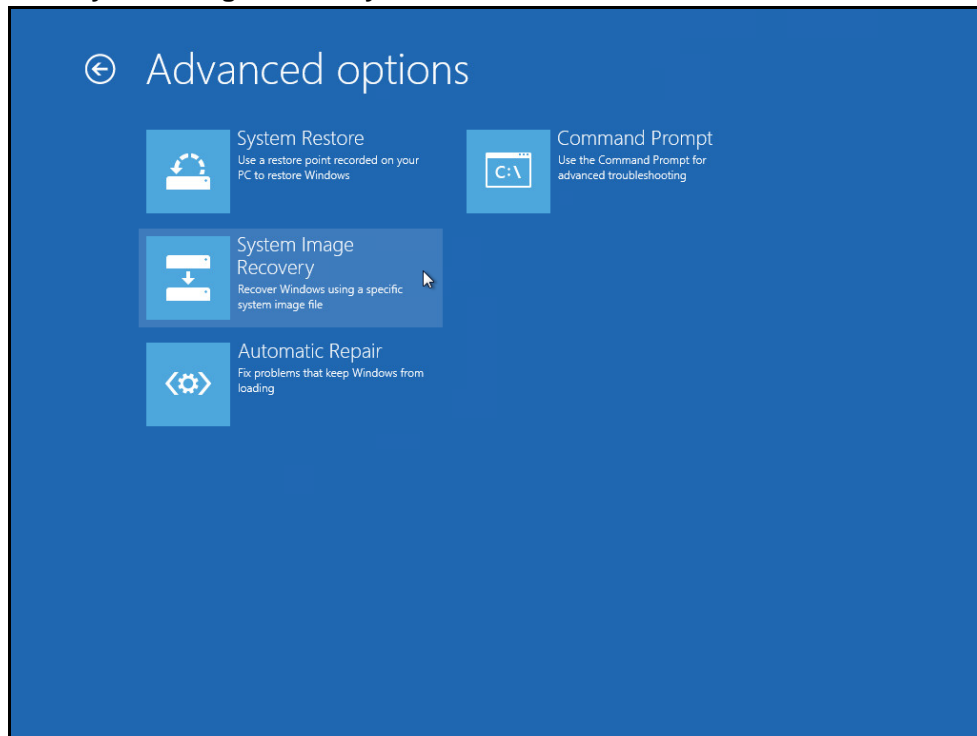 Advanced options
System Restore
Use a restore point recorded on your
PC to restore Windows
Command Prompt
Use the Command Prompt for
advanced troubleshooting
C:\
System Image
Recovery
Recover Windows using a specific
system image file
Automatic Repair
Fix problems that keep Windows from
loading